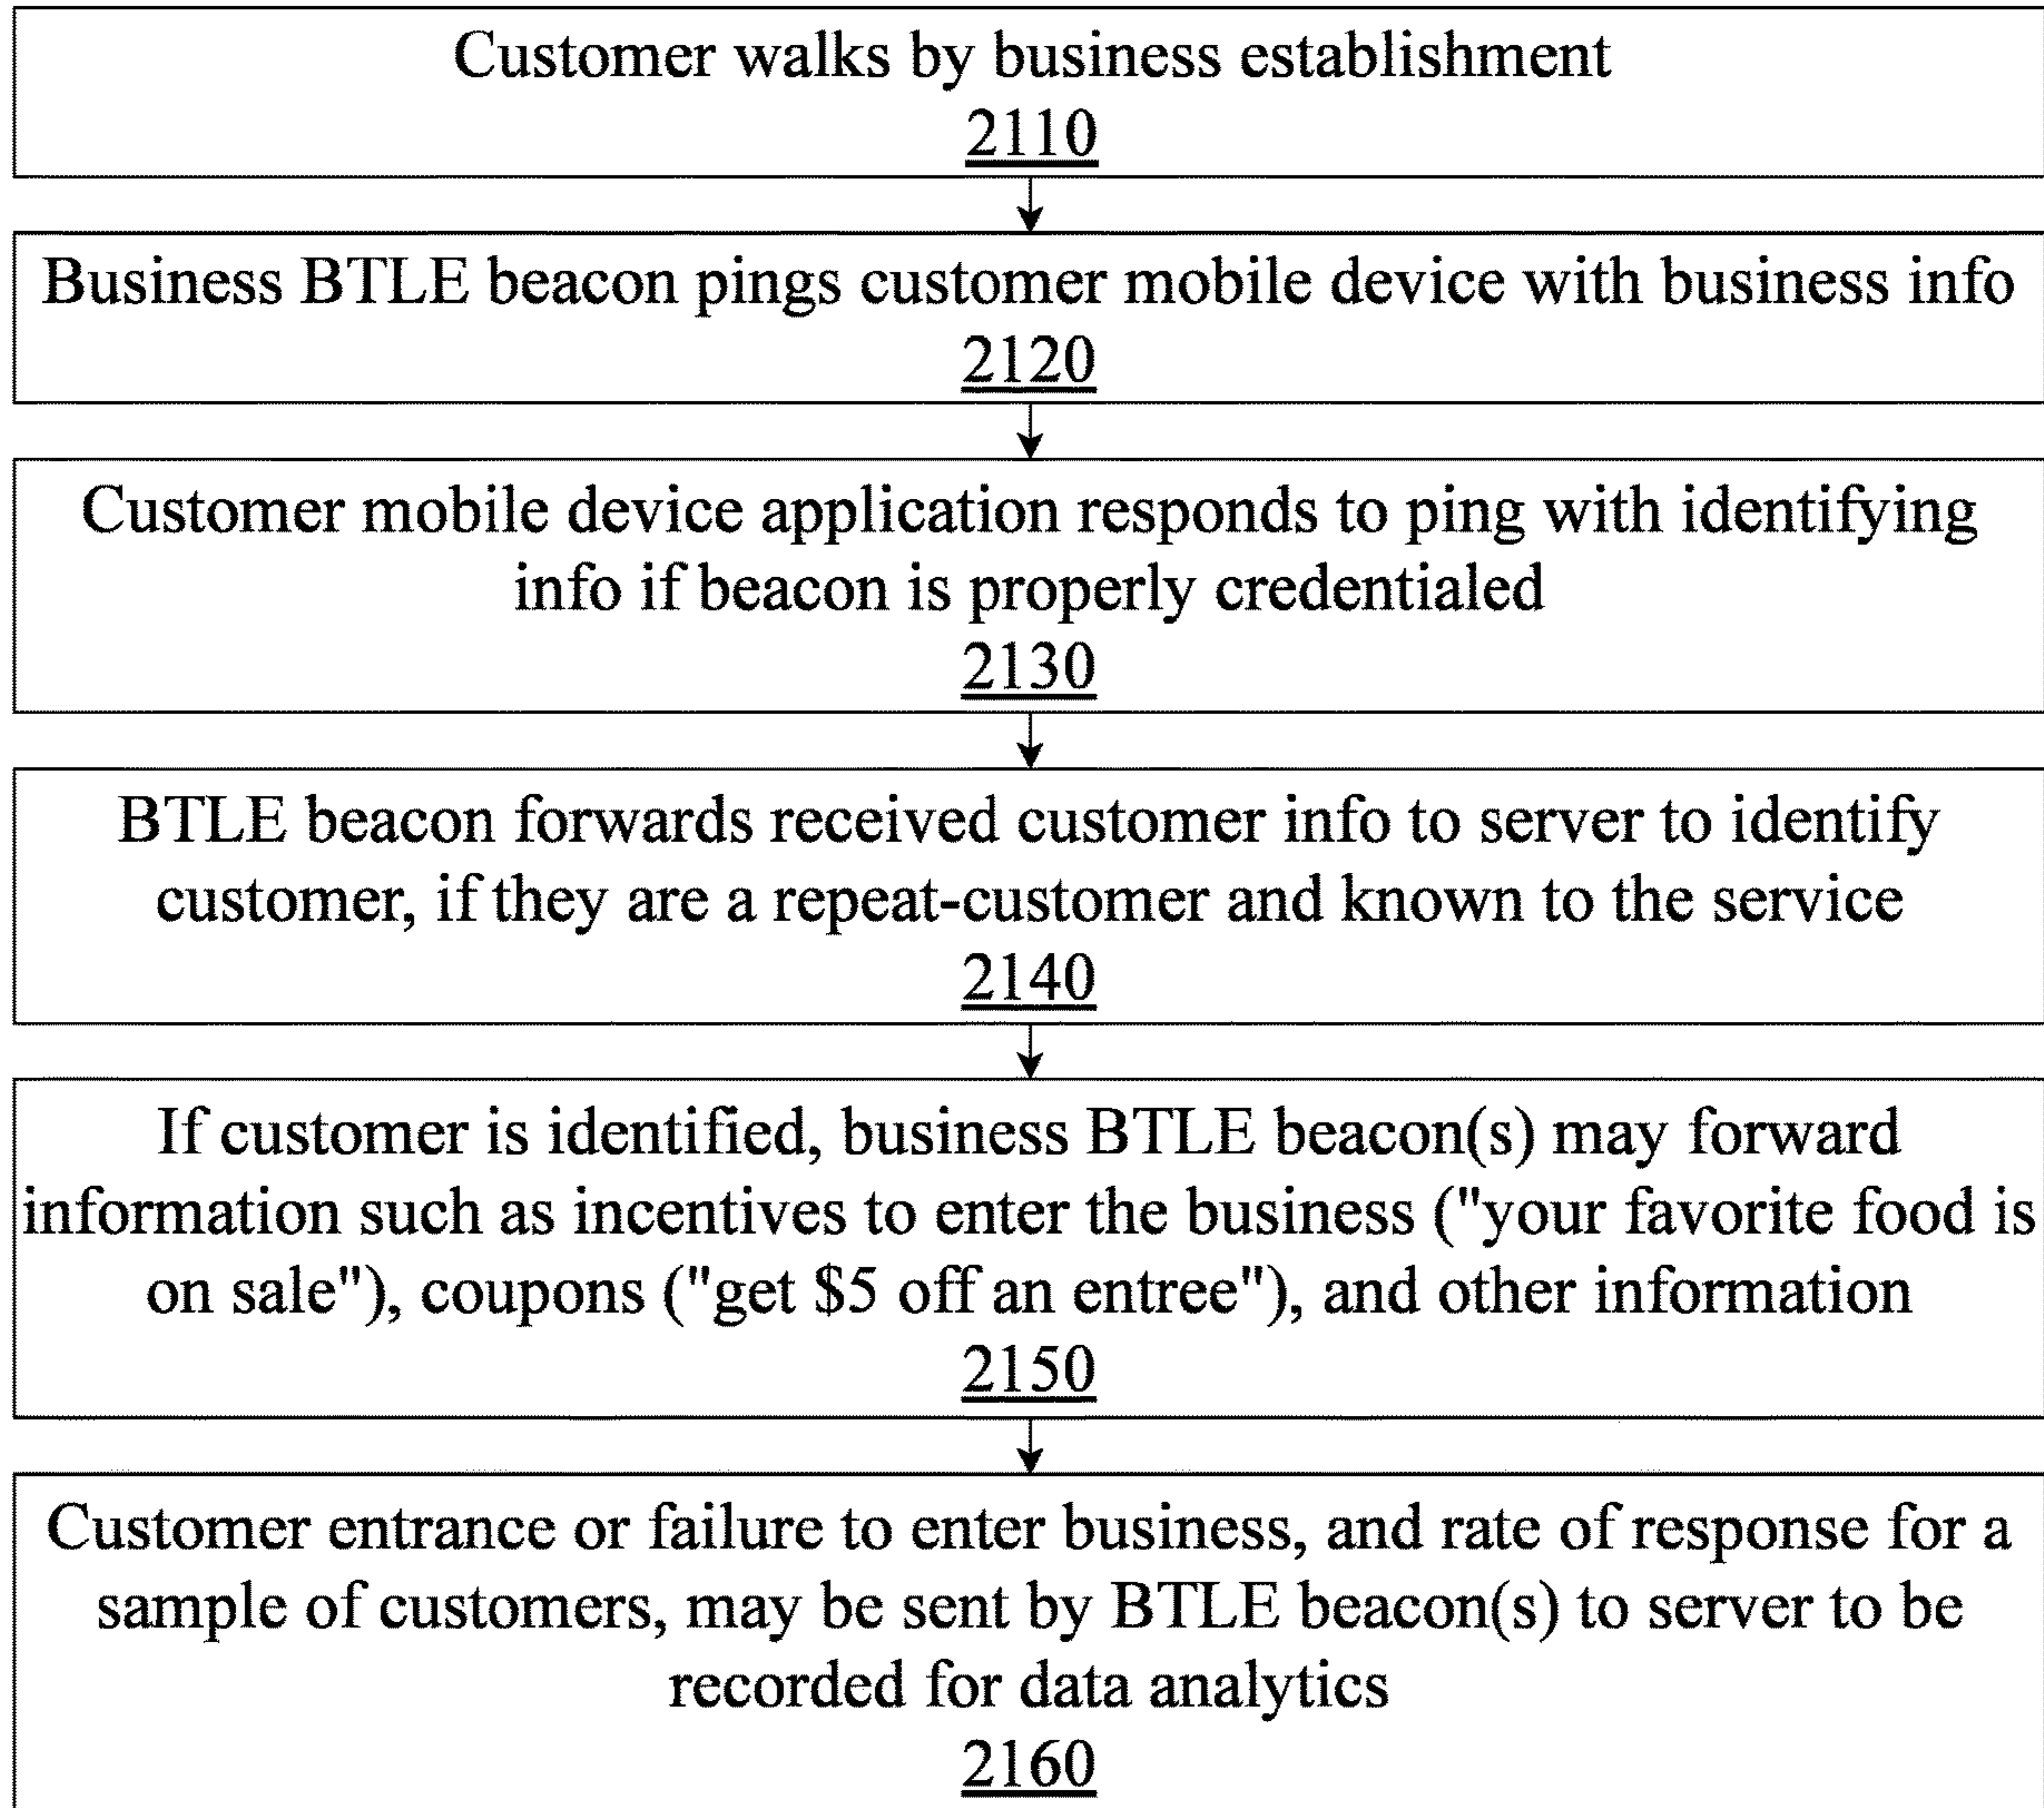 Customer walks by business establishment
2110
Business BTLE beacon pings customer mobile device with business info
2120
Customer mobile device application responds to ping with identifying
info if beacon is properly credentialed
2130
BTLE beacon forwards received customer info to server to identify
customer, if they are a repeat-customer and known to the service
2140
If customer is identified, business BTLE beacon(s) may forward
information such as incentives to enter the business ("your favorite food is
on sale"), coupons ("get $5 off an entree"), and other information
2150
Customer entrance or failure to enter business, and rate of response for a
sample of customers, may be sent by BTLE beacon(s) to server to be
recorded for data analytics
2160